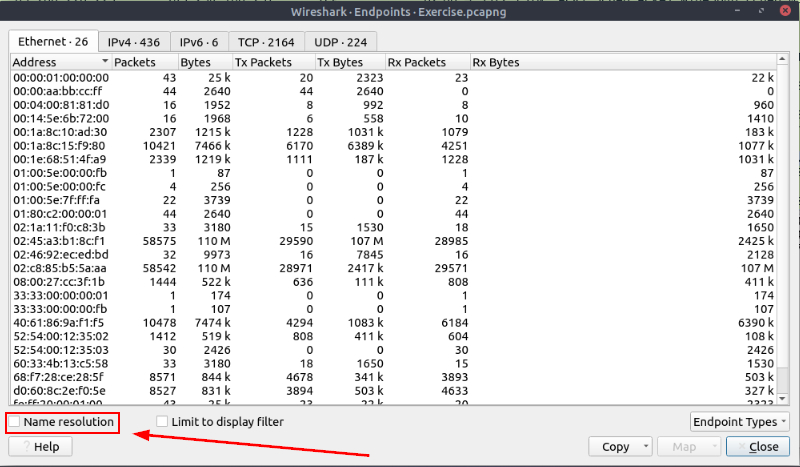 Wireshark · Endpoints · Exercise.pcapng
Ethernet · 26 IPv4 · 436 IPv6 · 6 TCP · 2164 UDP · 224
Address Packets Bytes Tx Packets Tx Bytes Rx Packets Rx Bytes
00:00:01:00:00:00 43 25 k 20 2323 23 22 k
00:00:aa:bb:cc:ff 44 2640 44 2640 0 0
00:04:00:81:81:d0 16 1952 8 992 8 960
00:14:5e:6b:72:00 16 1968 6 558 10 1410
00:1a:8c:10:ad:30 2307 1215 k 1228 1031 k 1079 183 k
00:1a:8c:15:f9:80 10421 7466 k 6170 6389 k 4251 1077 k
00:1e:68:51:4f:a9 2339 1219 k 1111 187 k 1228 1031 k
01:00:5e:00:00:fb 1 87 0 0 1 87
01:00:5e:00:00:fc 4 256 0 0 4 256
01:00:5e:7f:ff:fa 22 3739 0 0 22 3739
01:80:c2:00:00:01 44 2640 0 0 44 2640
02:1a:11:f0:c8:3b 33 3180 15 1530 18 1650
02:45:a3:b1:8c:f1 58575 110 M 29590 107 M 28985 2425 k
02:46:92:ec:ed:bd 32 9973 16 7845 16 2128
02:c8:85:b5:5a:aa 58542 110 M 28971 2417 k 29571 107 M
08:00:27:cc:3f:1b 1444 522 k 636 111 k 808 411 k
33:33:00:00:00:01 1 174 0 0 1 174
33:33:00:00:00:fb 1 107 0 0 1 107
40:61:86:9a:f1:f5 10478 7474 k 4294 1083 k 6184 6390 k
52:54:00:12:35:02 1412 519 k 808 411 k 604 108 k
52:54:00:12:35:03 30 2426 0 0 30 2426
60:33:4b:13:c5:58 33 3180 18 1650 15 1530
68:f7:28:ce:28:5f 8571 844 k 4678 341 k 3893 503 k
d0:60:8c:2e:f0:5e 8527 831 k 3894 503 k 4633 327 k
fe:ff:20:00:01:00 43 25 k 23 22 k 20 2323
Name resolution Limit to display filter Endpoint Types
Help Copy Map Close